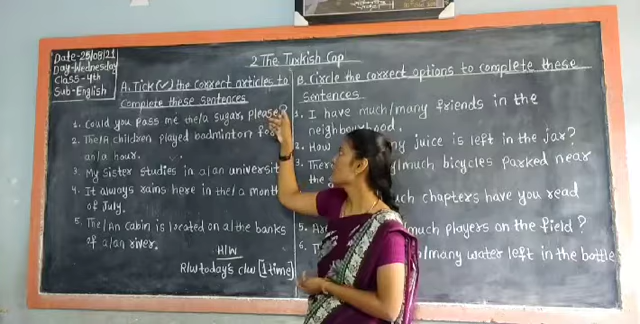 Date-25/08/21
Day-Wednesday
Class-4th
Sub-English
2 The Turkish Cap
A. Tick (✓) the correct articles to
complete these sentences
1. Could you pass me the/a sugar, please?
2. The/A children played badminton for
an/a hour.
3. My sister studies in a/an
4. It always rains here in the/a month
of July.
5. The/An cabin is located on a/the banks
of a/an river.
H/W
R/w today's c/w [1 time]
B. Circle the correct options to complete these
sentences
1. I have much/many friends in the
neighbourhood.
2. How juice is left in the jar?
3. /much bicycles parked near
the
chapters have you read
5. much players on the field?
6. /many water left in the bottle